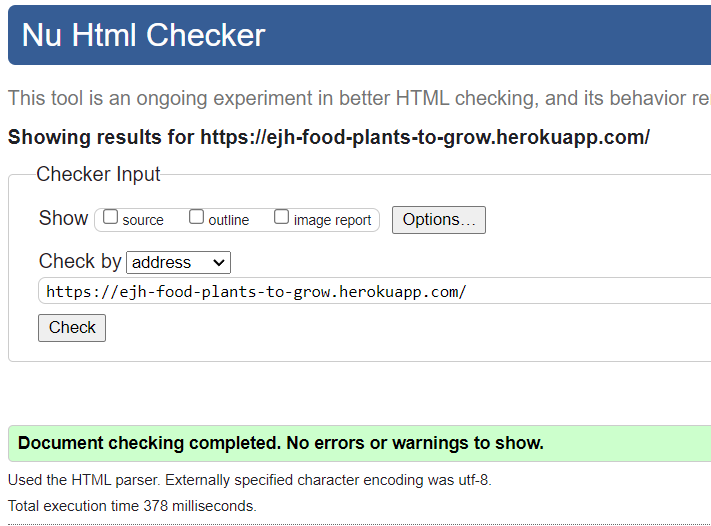 Nu Html Checker
This tool is an ongoing experiment in better HTML checking, and its behavior
Showing results for https://ejh-food-plants-to-grow.herokuapp.com/
Checker Input
Show source outline image report Options...
Check by address
https://ejh-food-plants-to-grow.herokuapp.com/
Check
Document checking completed. No errors or warnings to show.
Used the HTML parser. Externally specified character encoding was utf-8.
Total execution time 378 milliseconds.